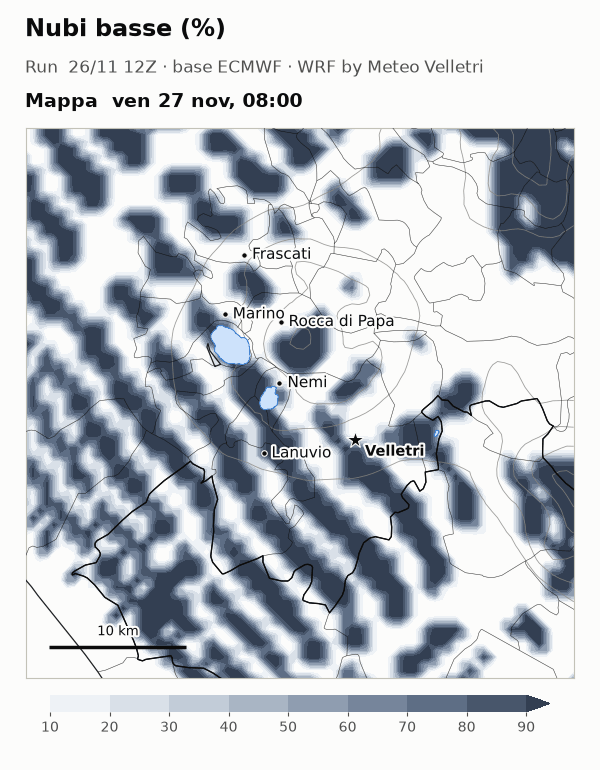 Nubi basse (%)
Run  26/11 12Z · base ECMWF · WRF by Meteo Velletri
Mappa  ven 27 nov, 08:00
Frascati
Marino
Rocca di Papa
Nemi
Velletri
Lanuvio
10 km
10 20 30 40 50 60 70 80 90